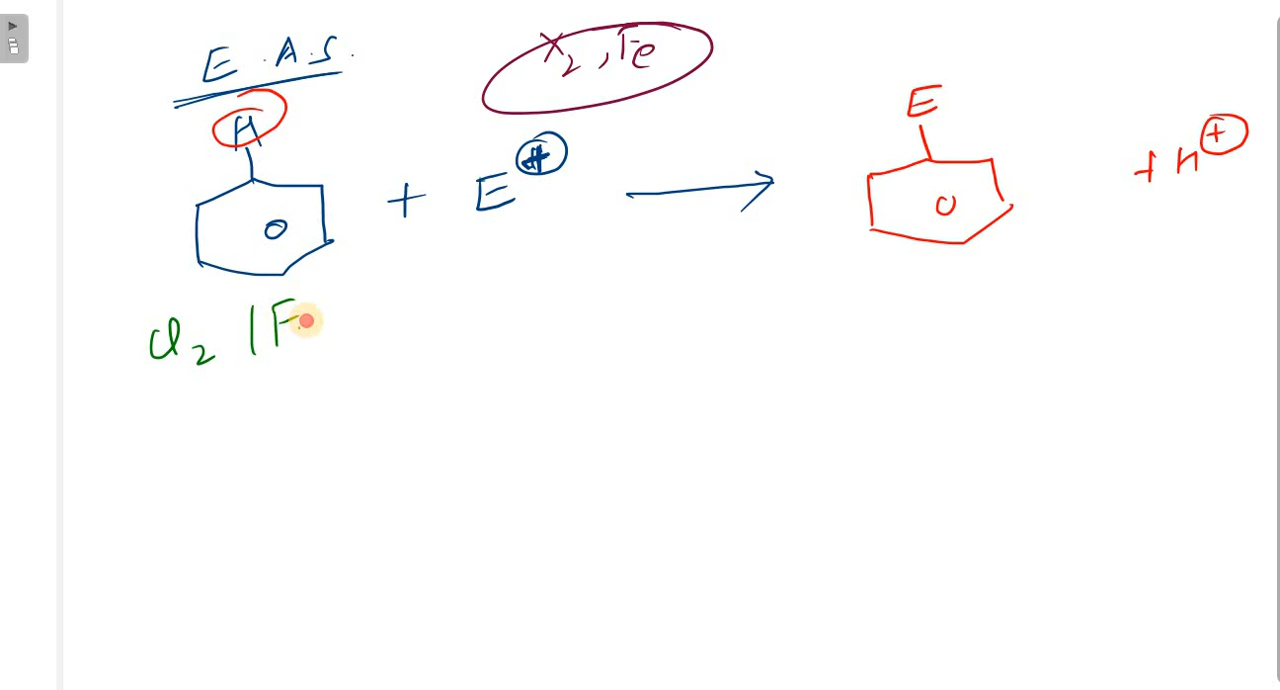 E.A.S.
X2, Fe
H
E
+ E⊕ ⟶
+ H⊕
Cl2 | F